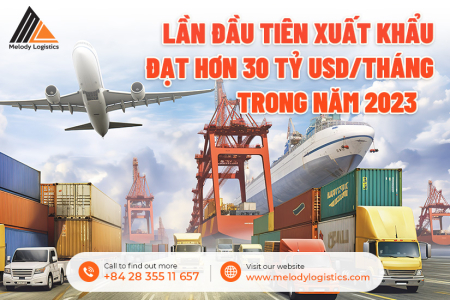 Melody Logistics
LẦN ĐẦU TIÊN XUẤT KHẨU
ĐẠT HƠN 30 TỶ USD/THÁNG
TRONG NĂM 2023
Call to find out more
+84 28 355 11 657
Visit our website
www.melodylogistics.com